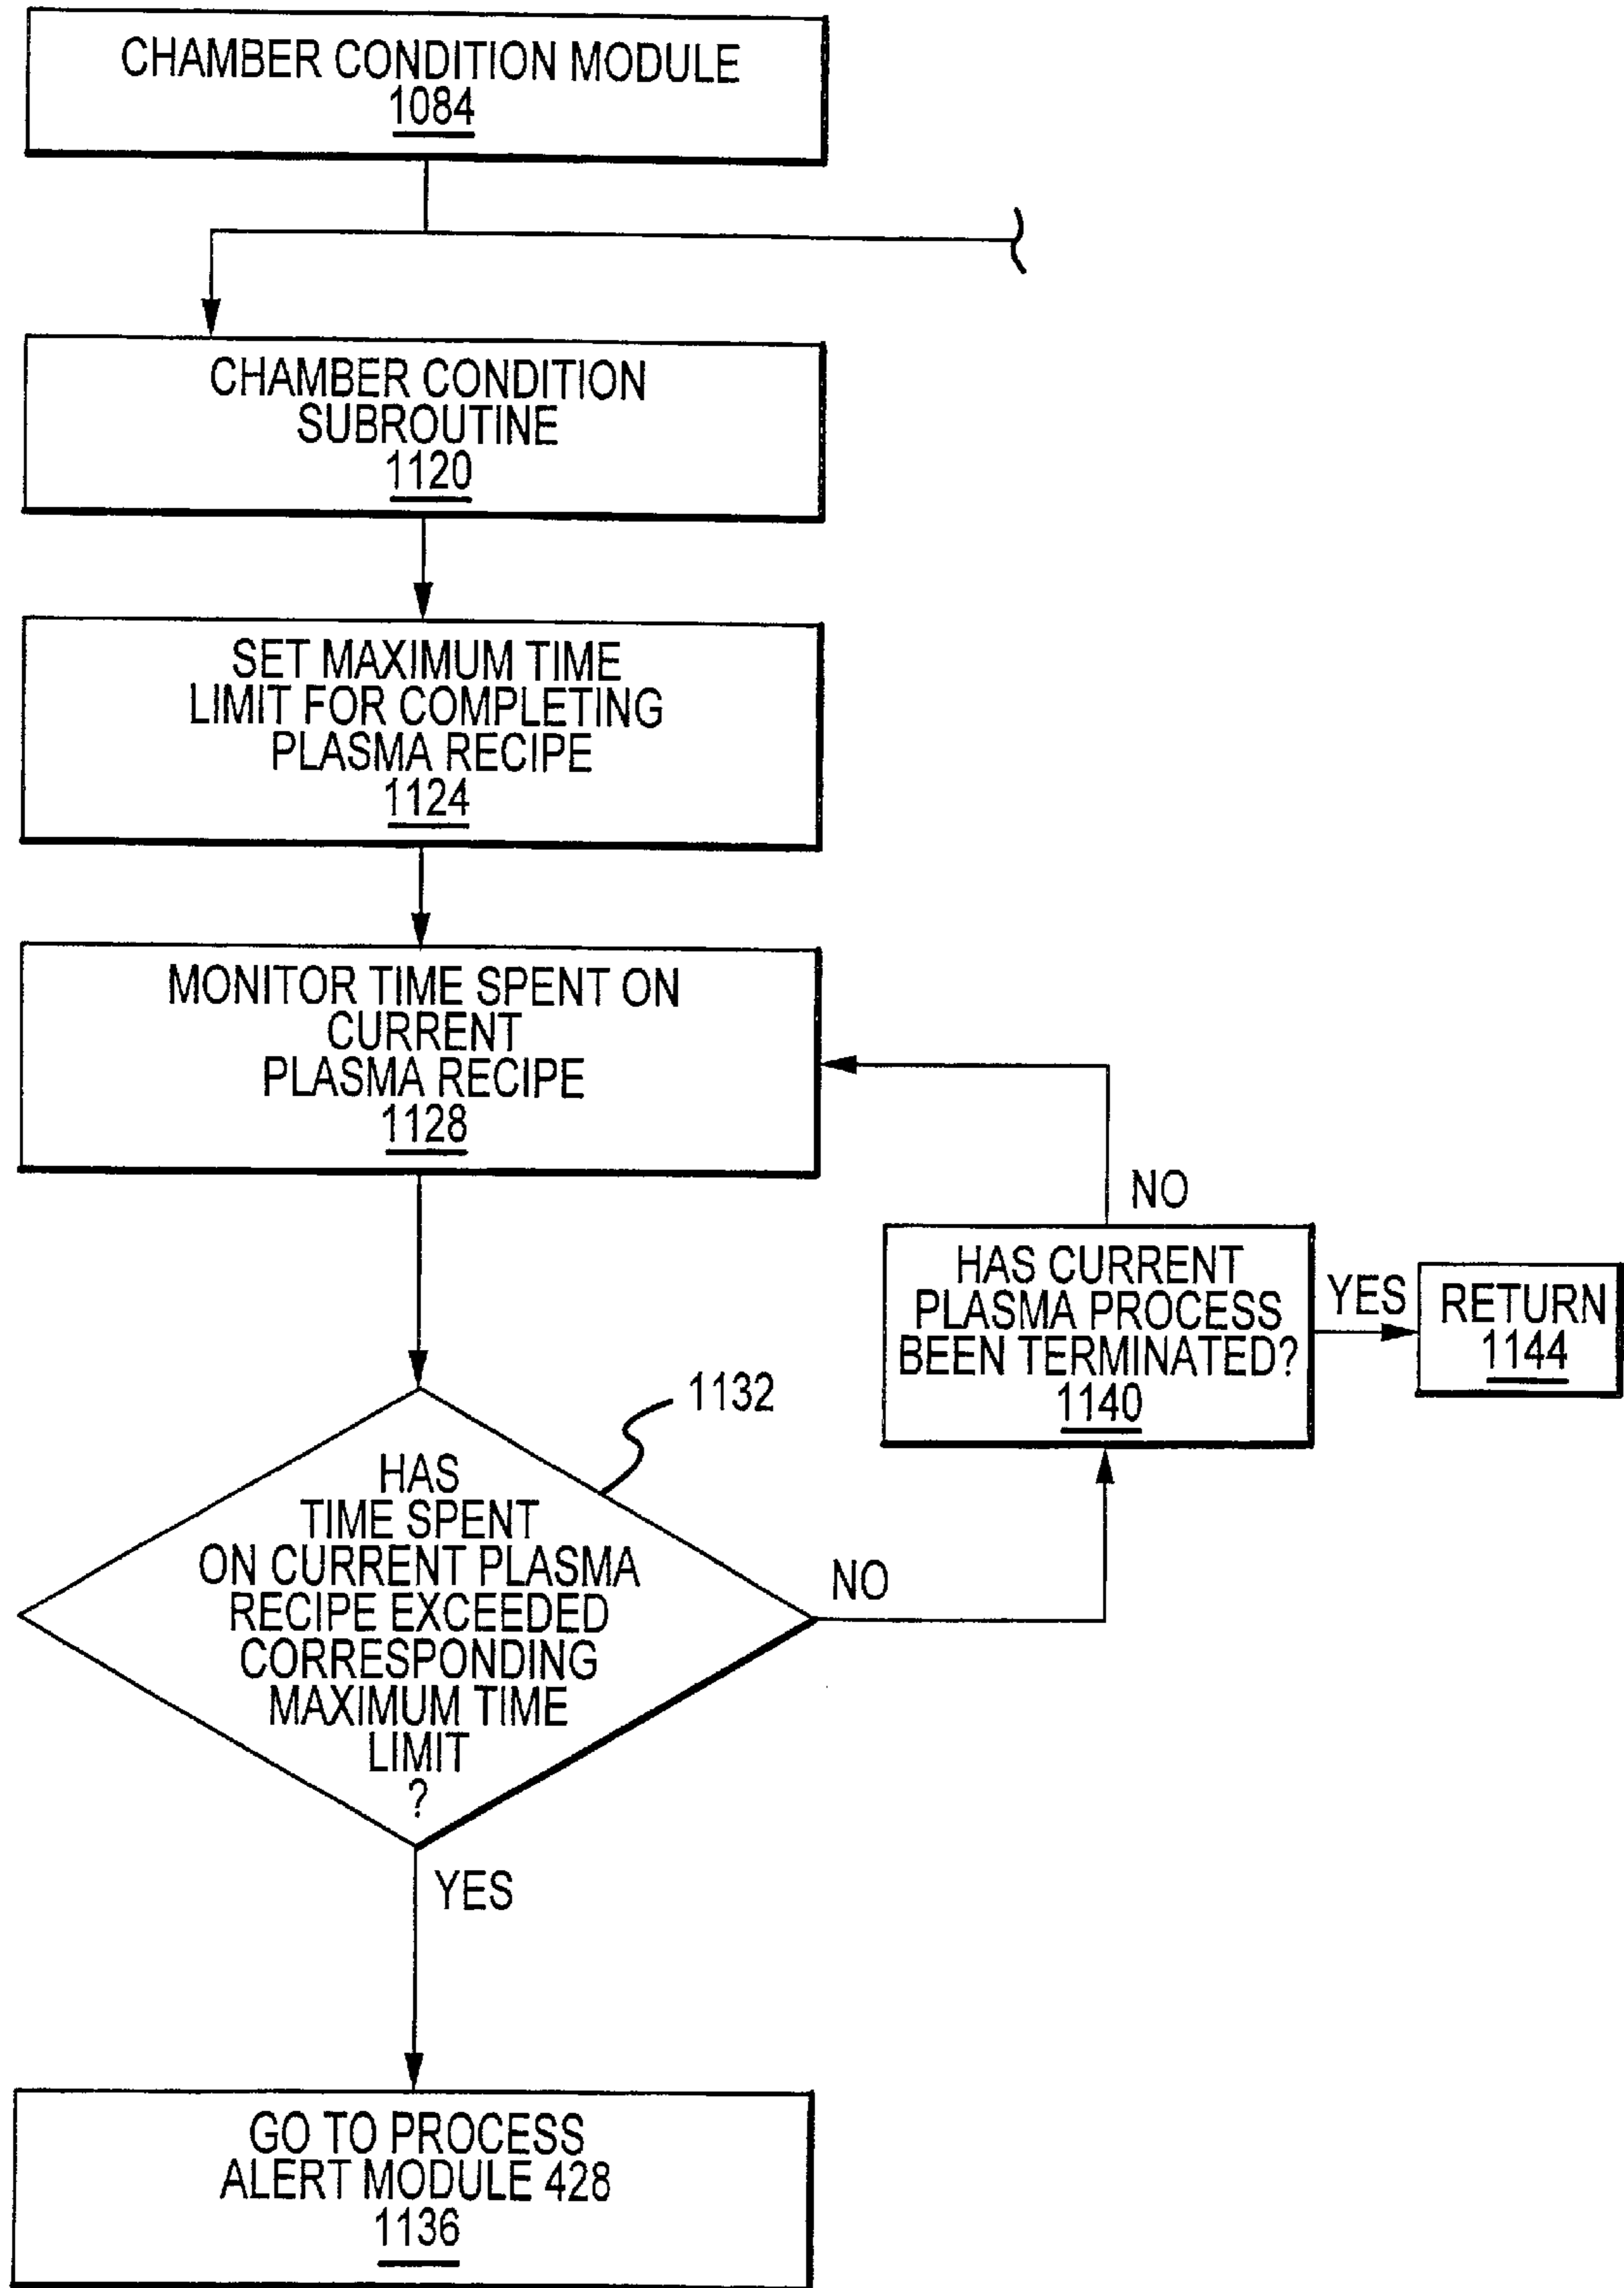 CHAMBER CONDITION MODULE
1084
CHAMBER CONDITION
SUBROUTINE
1120
SET MAXIMUM TIME
LIMIT FOR COMPLETING
PLASMA RECIPE
1124
MONITOR TIME SPENT ON
CURRENT
PLASMA RECIPE
1128
NO
HAS CURRENT
PLASMA PROCESS
BEEN TERMINATED?
1140
YES
RETURN
1144
1132
HAS
TIME SPENT
ON CURRENT PLASMA
RECIPE EXCEEDED
CORRESPONDING
MAXIMUM TIME
LIMIT
?
NO
YES
GO TO PROCESS
ALERT MODULE 428
1136